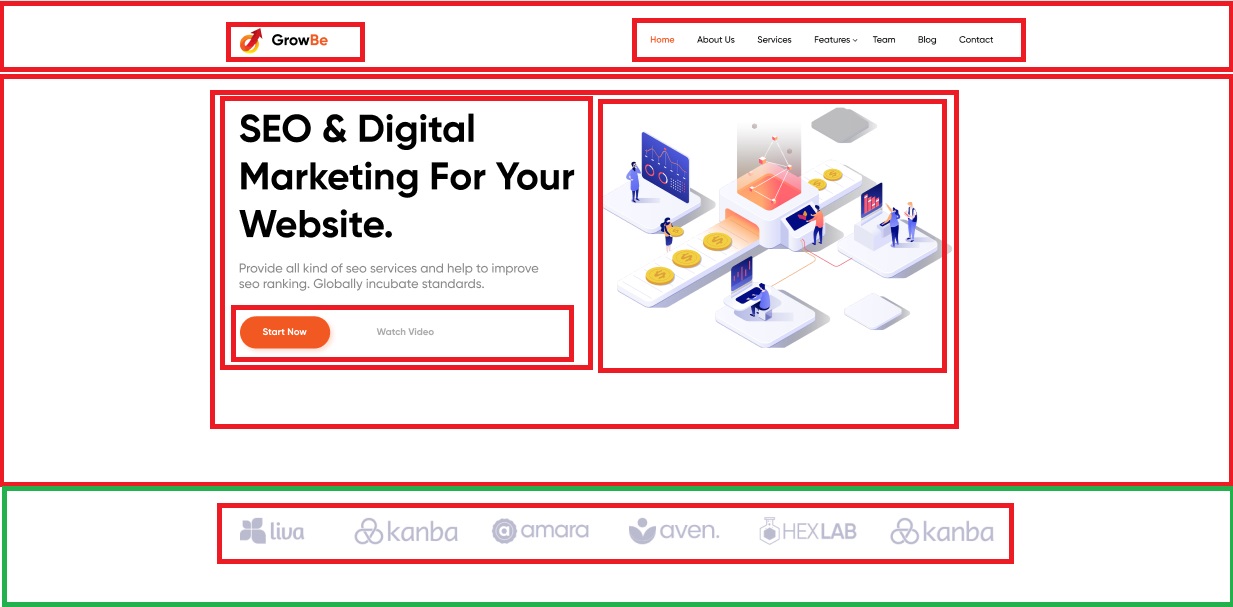 GrowBe
Home About Us Services Features Team Blog Contact
SEO & Digital
Marketing For Your
Website.
Provide all kind of seo services and help to improve
seo ranking. Globally incubate standards.
Start Now Watch Video
liva kanba amara aven. HEXLAB kanba